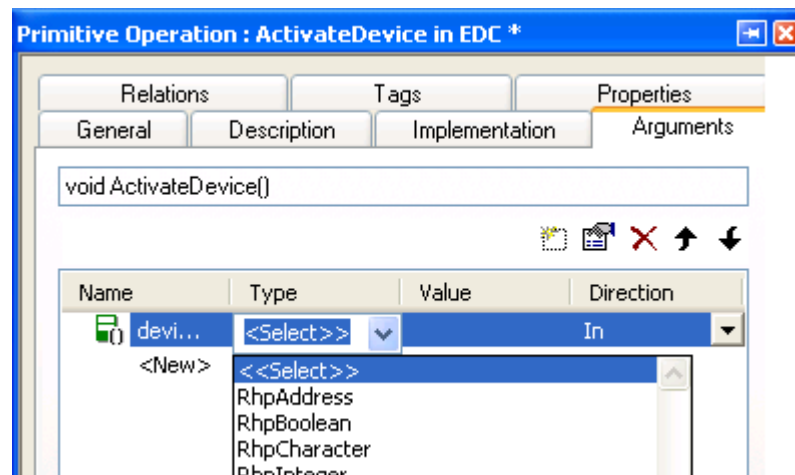 Primitive Operation : ActivateDevice in EDC *
Relations Tags Properties
General Description Implementation Arguments
void ActivateDevice()
Name Type Value Direction
devi... <Select>> In
<New> <<Select>>
RhpAddress
RhpBoolean
RhpCharacter
RhpInteger